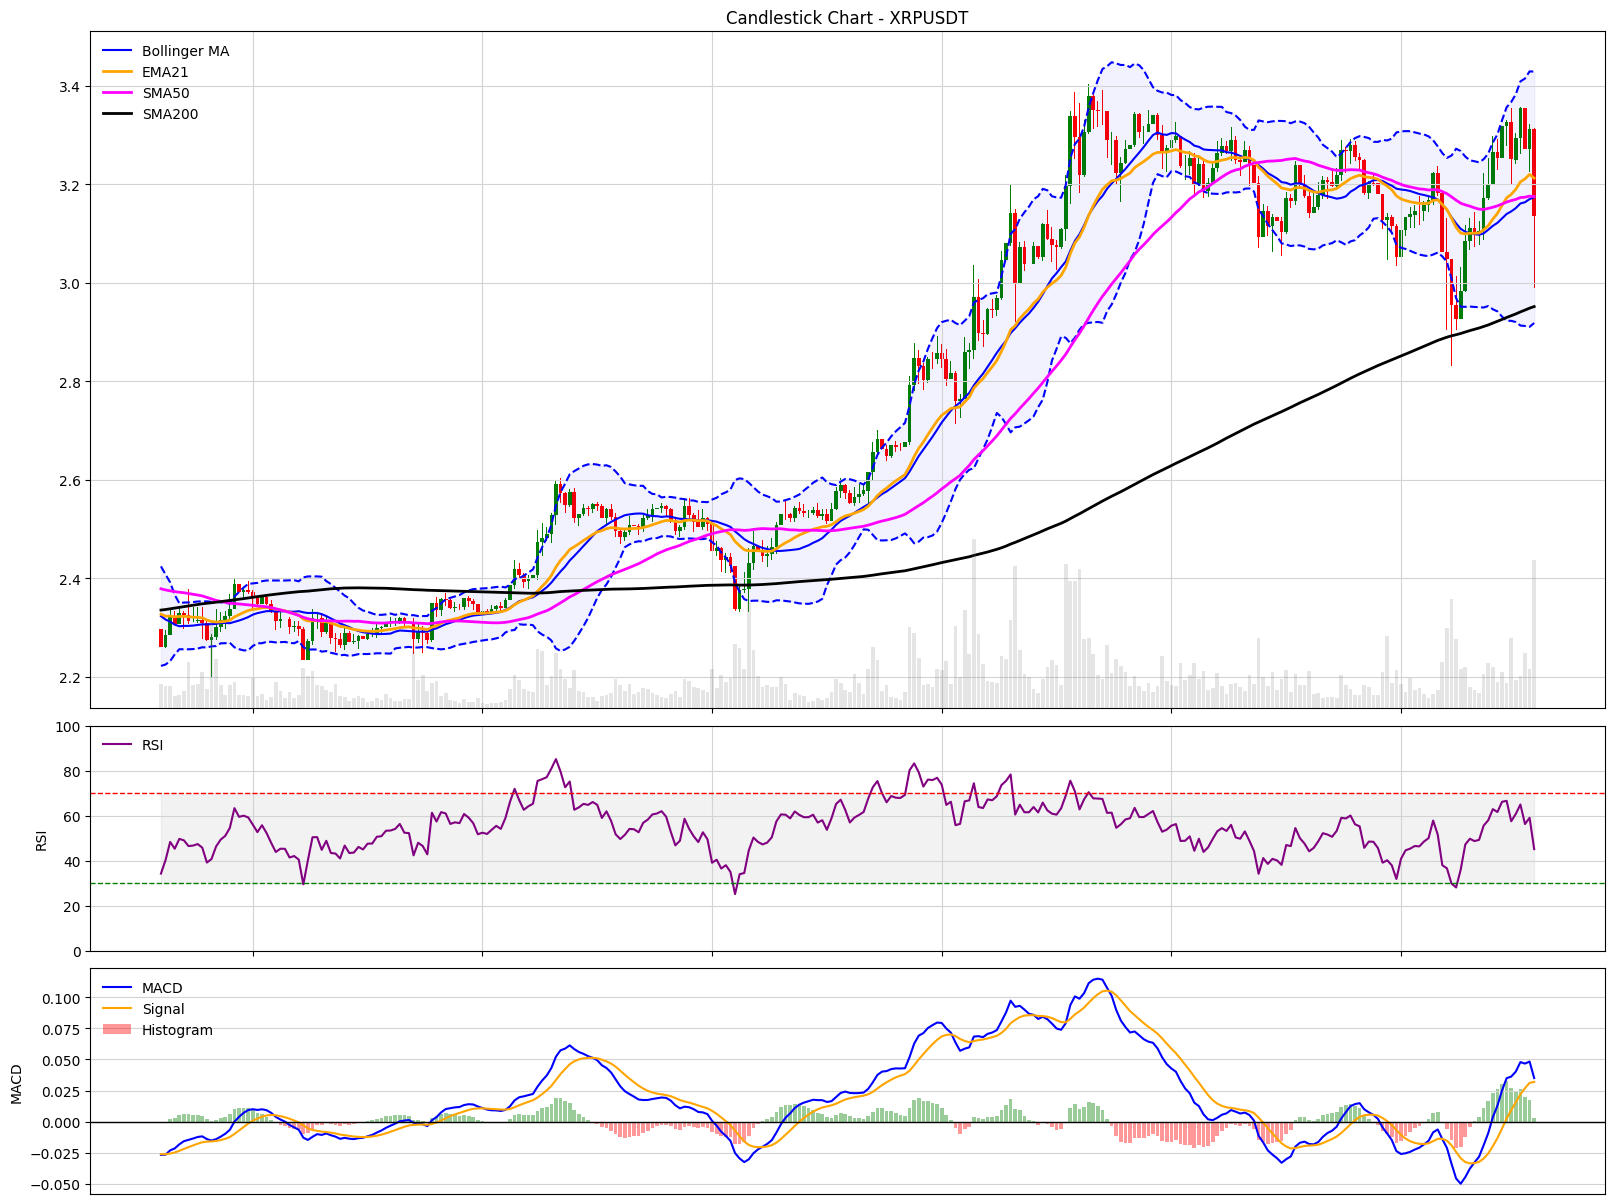 Candlestick Chart - XRPUSDT
Bollinger MA
EMA21
SMA50
SMA200
3.4
3.2
3.0
2.8
2.6
2.4
2.2
RSI
100
80
60
40
20
0
RSI
MACD
Signal
Histogram
0.100
0.075
0.050
0.025
0.000
−0.025
−0.050
MACD